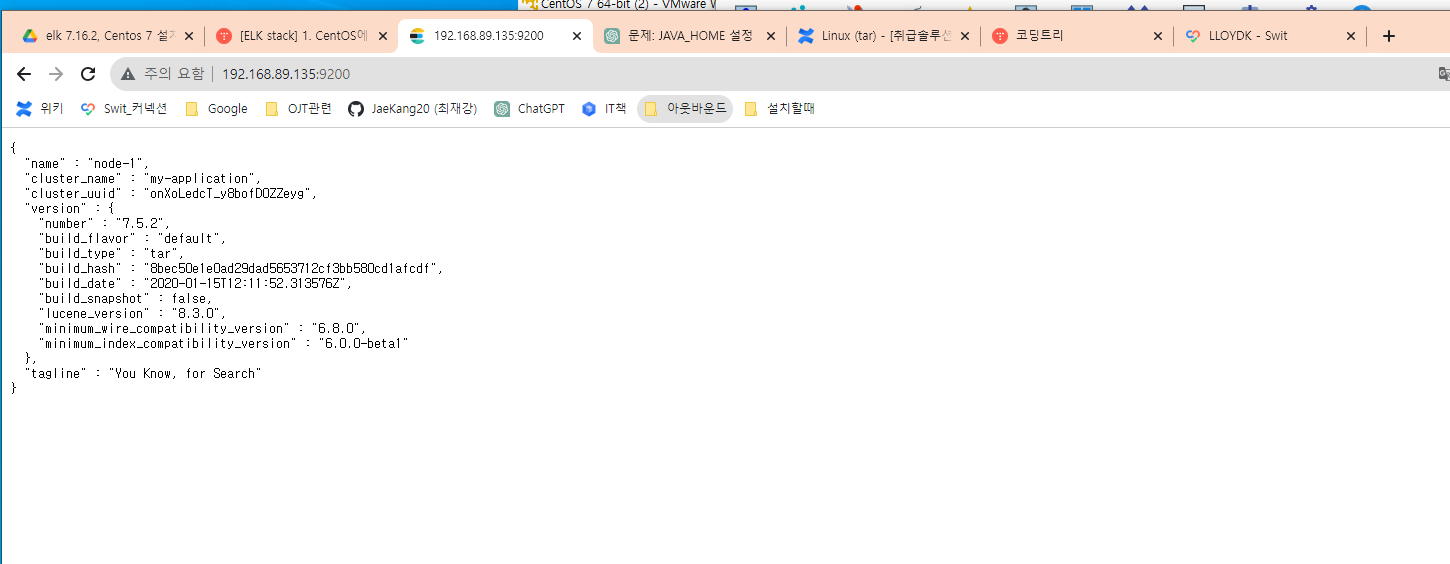 CentOS 7 64-bit (2) - VMware W
elk 7.16.2, Centos 7 설치
[ELK stack] 1. CentOS에
192.168.89.135:9200
문제: JAVA_HOME 설정
Linux (tar) - [취급솔루션
코딩트리
LLOYDK - Swit
주의 요함 192.168.89.135:9200
위키 Swit_커넥션 Google OJT관련 JaeKang20 (최재강) ChatGPT IT책 아웃바운드 설치할때
{
"name" : "node-1",
"cluster_name" : "my-application",
"cluster_uuid" : "onXoLedcT_y8bofDOZZeyg",
"version" : {
"number" : "7.5.2",
"build_flavor" : "default",
"build_type" : "tar",
"build_hash" : "8bec50e1e0ad29dad5653712cf3bb580cd1afcdf",
"build_date" : "2020-01-15T12:11:52.313576Z",
"build_snapshot" : false,
"lucene_version" : "8.3.0",
"minimum_wire_compatibility_version" : "6.8.0",
"minimum_index_compatibility_version" : "6.0.0-beta1"
},
"tagline" : "You Know, for Search"
}